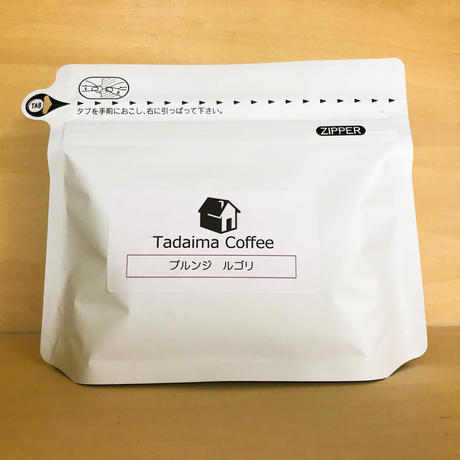 TAB
タブを手前におこし、右に引っぱって下さい。
ZIPPER
Tadaima Coffee
ブルンジ ルゴリ